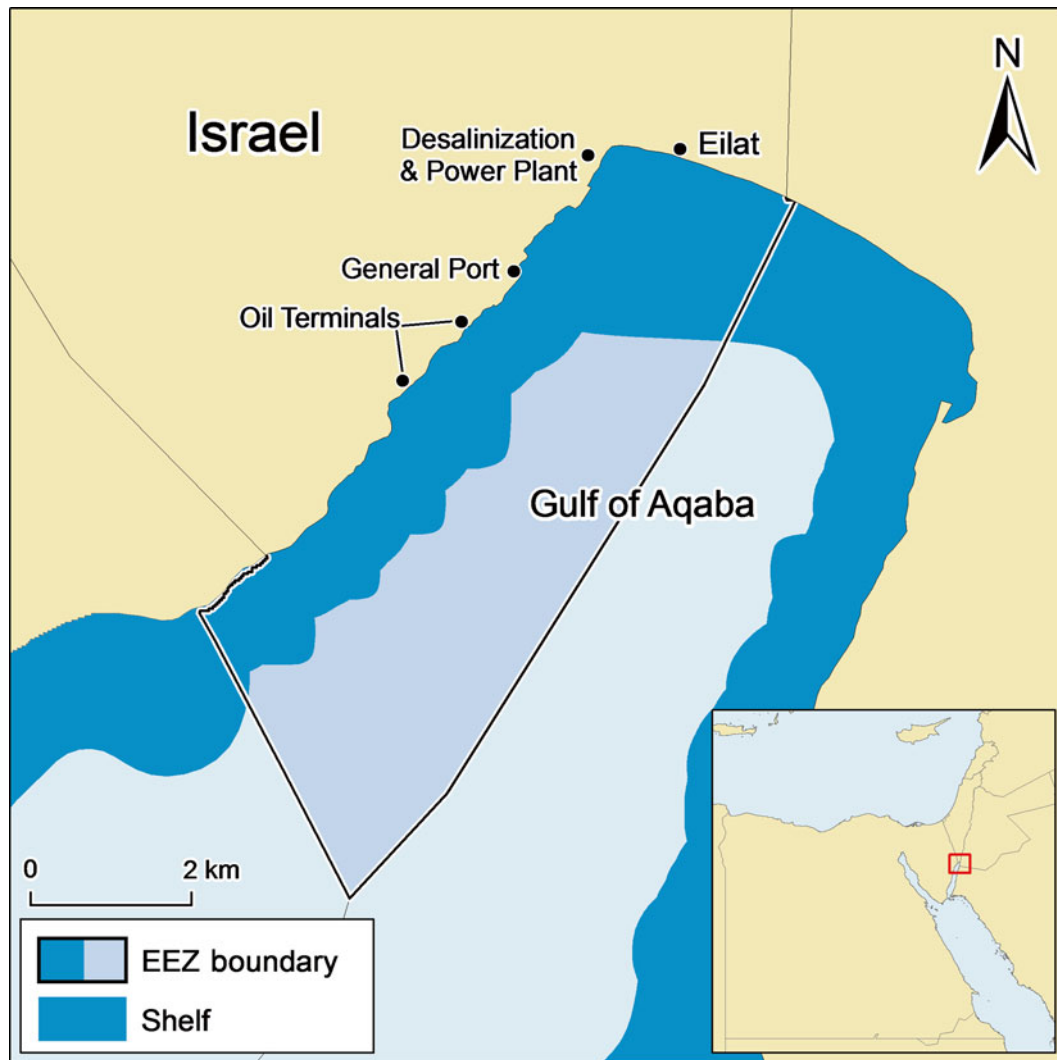 N
Israel
Desalinization
& Power Plant
Eilat
General Port
Oil Terminals
Gulf of Aqaba
0 2 km
EEZ boundary
Shelf